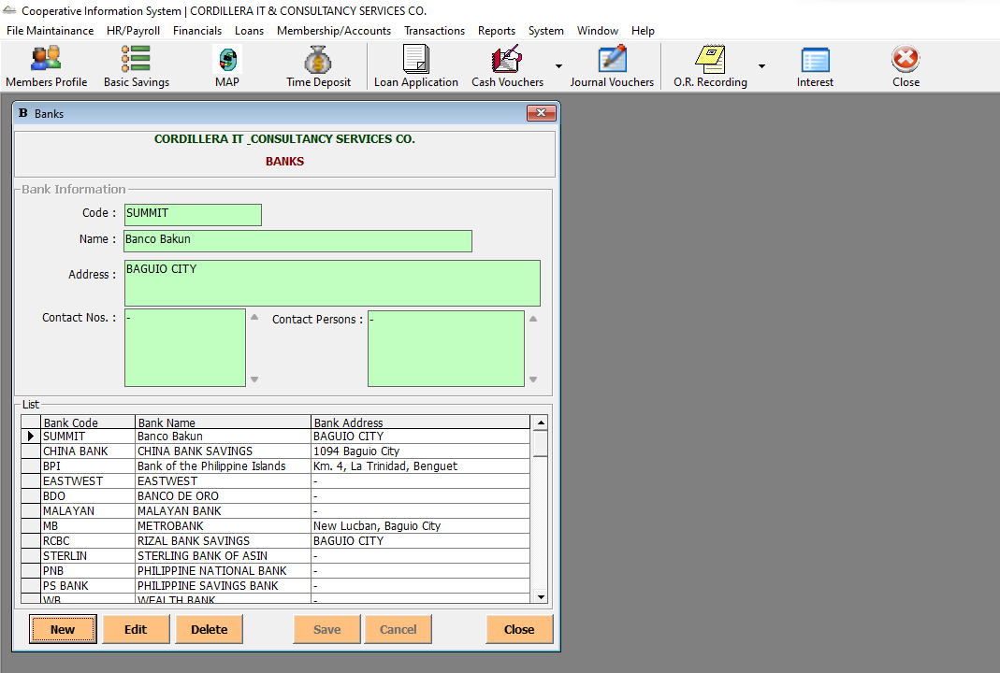 Cooperative Information System | CORDILLERA IT & CONSULTANCY SERVICES CO.
File Maintainance HR/Payroll Financials Loans Membership/Accounts Transactions Reports System Window Help
Members Profile Basic Savings MAP Time Deposit Loan Application Cash Vouchers Journal Vouchers O.R. Recording Interest Close
B Banks
CORDILLERA IT _CONSULTANCY SERVICES CO.
BANKS
Bank Information
Code : SUMMIT
Name : Banco Bakun
Address : BAGUIO CITY
Contact Nos. : - Contact Persons : -
List
Bank Code Bank Name Bank Address
SUMMIT Banco Bakun BAGUIO CITY
CHINA BANK CHINA BANK SAVINGS 1094 Baguio City
BPI Bank of the Philippine Islands Km. 4, La Trinidad, Benguet
EASTWEST EASTWEST -
BDO BANCO DE ORO -
MALAYAN MALAYAN BANK -
MB METROBANK New Lucban, Baguio City
RCBC RIZAL BANK SAVINGS BAGUIO CITY
STERLIN STERLING BANK OF ASIN -
PNB PHILIPPINE NATIONAL BANK -
PS BANK PHILIPPINE SAVINGS BANK -
WB WEALTH BANK -
New Edit Delete Save Cancel Close